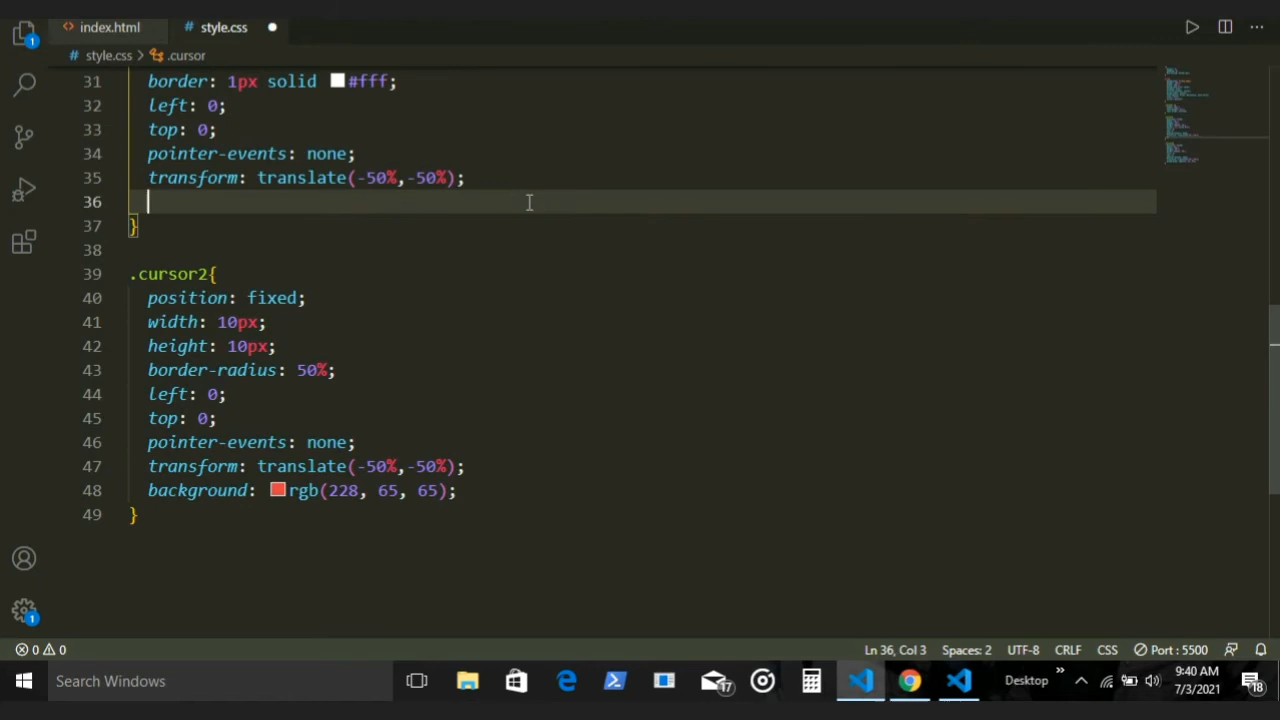 index.html
# style.css
# style.css > .cursor
31 border: 1px solid #fff;
32 left: 0;
33 top: 0;
34 pointer-events: none;
35 transform: translate(-50%,-50%);
36
37 }
38
39 .cursor2{
40 position: fixed;
41 width: 10px;
42 height: 10px;
43 border-radius: 50%;
44 left: 0;
45 top: 0;
46 pointer-events: none;
47 transform: translate(-50%,-50%);
48 background: rgb(228, 65, 65);
49 }
1
1
0 0
Ln 36, Col 3 Spaces: 2 UTF-8 CRLF CSS Port : 5500
Search Windows
17
Desktop
9:40 AM
7/3/2021
18